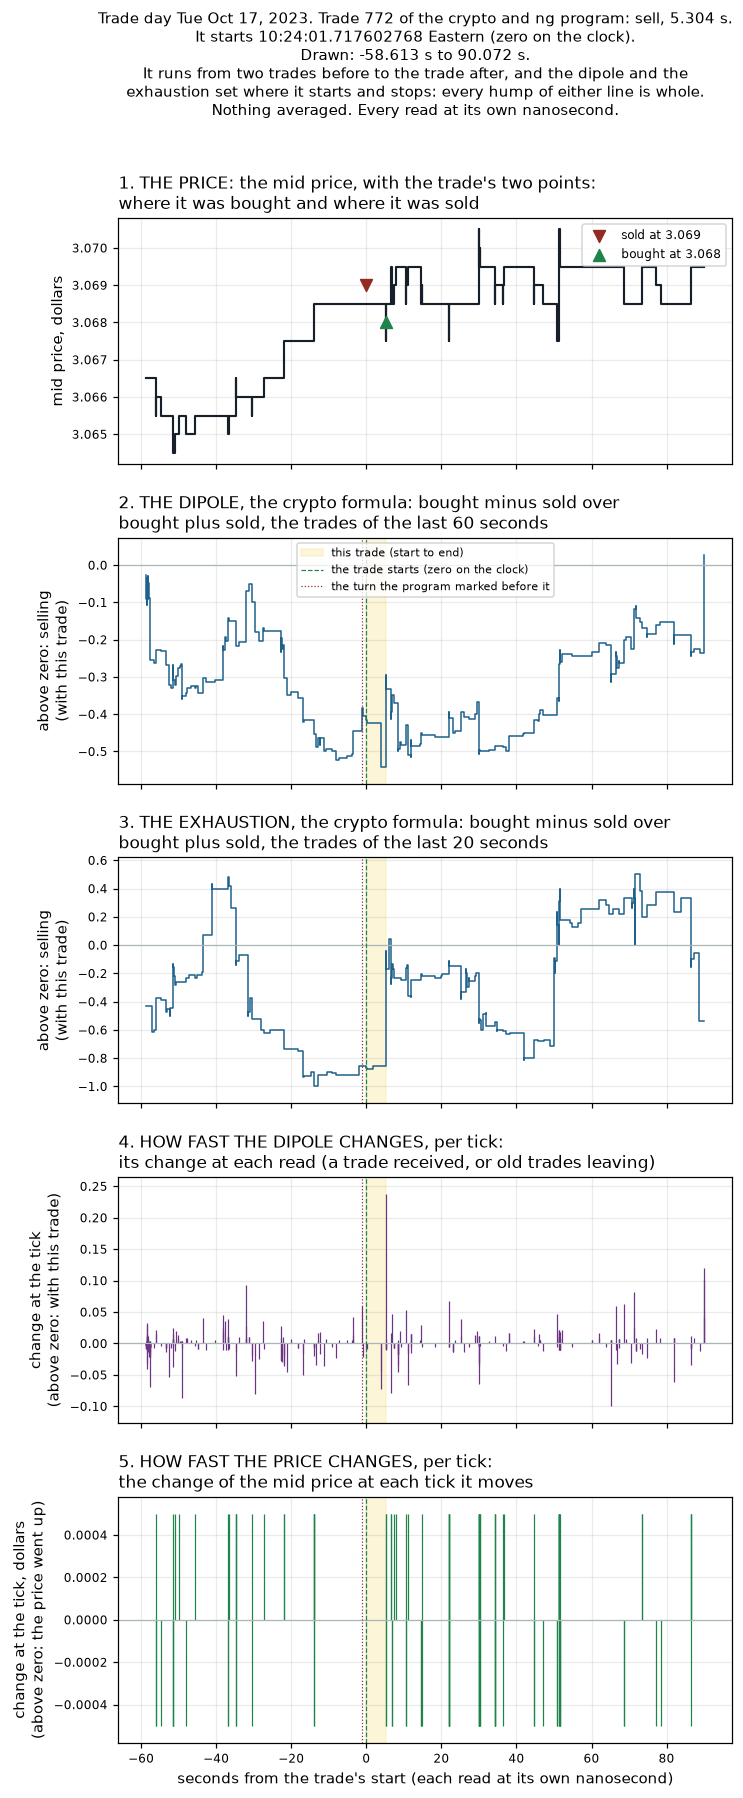 Trade day Tue Oct 17, 2023. Trade 772 of the crypto and ng program: sell, 5.304 s.
It starts 10:24:01.717602768 Eastern (zero on the clock).
Drawn: -58.613 s to 90.072 s.
It runs from two trades before to the trade after, and the dipole and the
exhaustion set where it starts and stops: every hump of either line is whole.
Nothing averaged. Every read at its own nanosecond.
1. THE PRICE: the mid price, with the trade's two points:
where it was bought and where it was sold
mid price, dollars
3.070
3.069
3.068
3.067
3.066
3.065
sold at 3.069
bought at 3.068
2. THE DIPOLE, the crypto formula: bought minus sold over
bought plus sold, the trades of the last 60 seconds
above zero: selling
(with this trade)
0.0
−0.1
−0.2
−0.3
−0.4
−0.5
this trade (start to end)
the trade starts (zero on the clock)
the turn the program marked before it
3. THE EXHAUSTION, the crypto formula: bought minus sold over
bought plus sold, the trades of the last 20 seconds
above zero: selling
(with this trade)
0.6
0.4
0.2
0.0
−0.2
−0.4
−0.6
−0.8
−1.0
4. HOW FAST THE DIPOLE CHANGES, per tick:
its change at each read (a trade received, or old trades leaving)
change at the tick
(above zero: with this trade)
0.25
0.20
0.15
0.10
0.05
0.00
−0.05
−0.10
5. HOW FAST THE PRICE CHANGES, per tick:
the change of the mid price at each tick it moves
change at the tick, dollars
(above zero: the price went up)
0.0004
0.0002
0.0000
−0.0002
−0.0004
−60 −40 −20 0 20 40 60 80
seconds from the trade's start (each read at its own nanosecond)